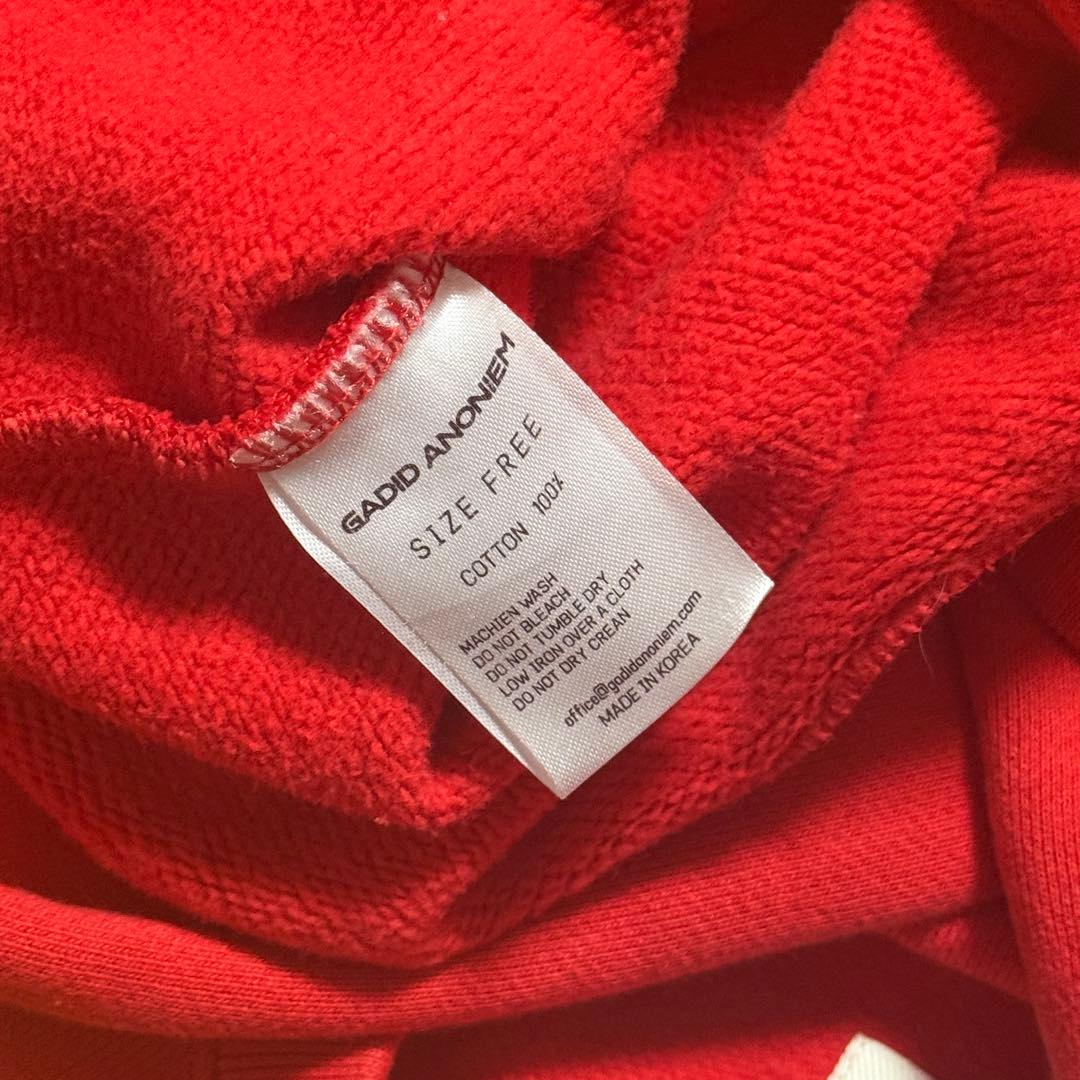 GADID ANONIEM
SIZE FREE
COTTON 100%
MACHIEN WASH
DO NOT BLEACH
DO NOT TUMBLE DRY
LOW IRON OVER A CLOTH
DO NOT DRY CREAN
office@gadidanoniem.com
MADE IN KOREA